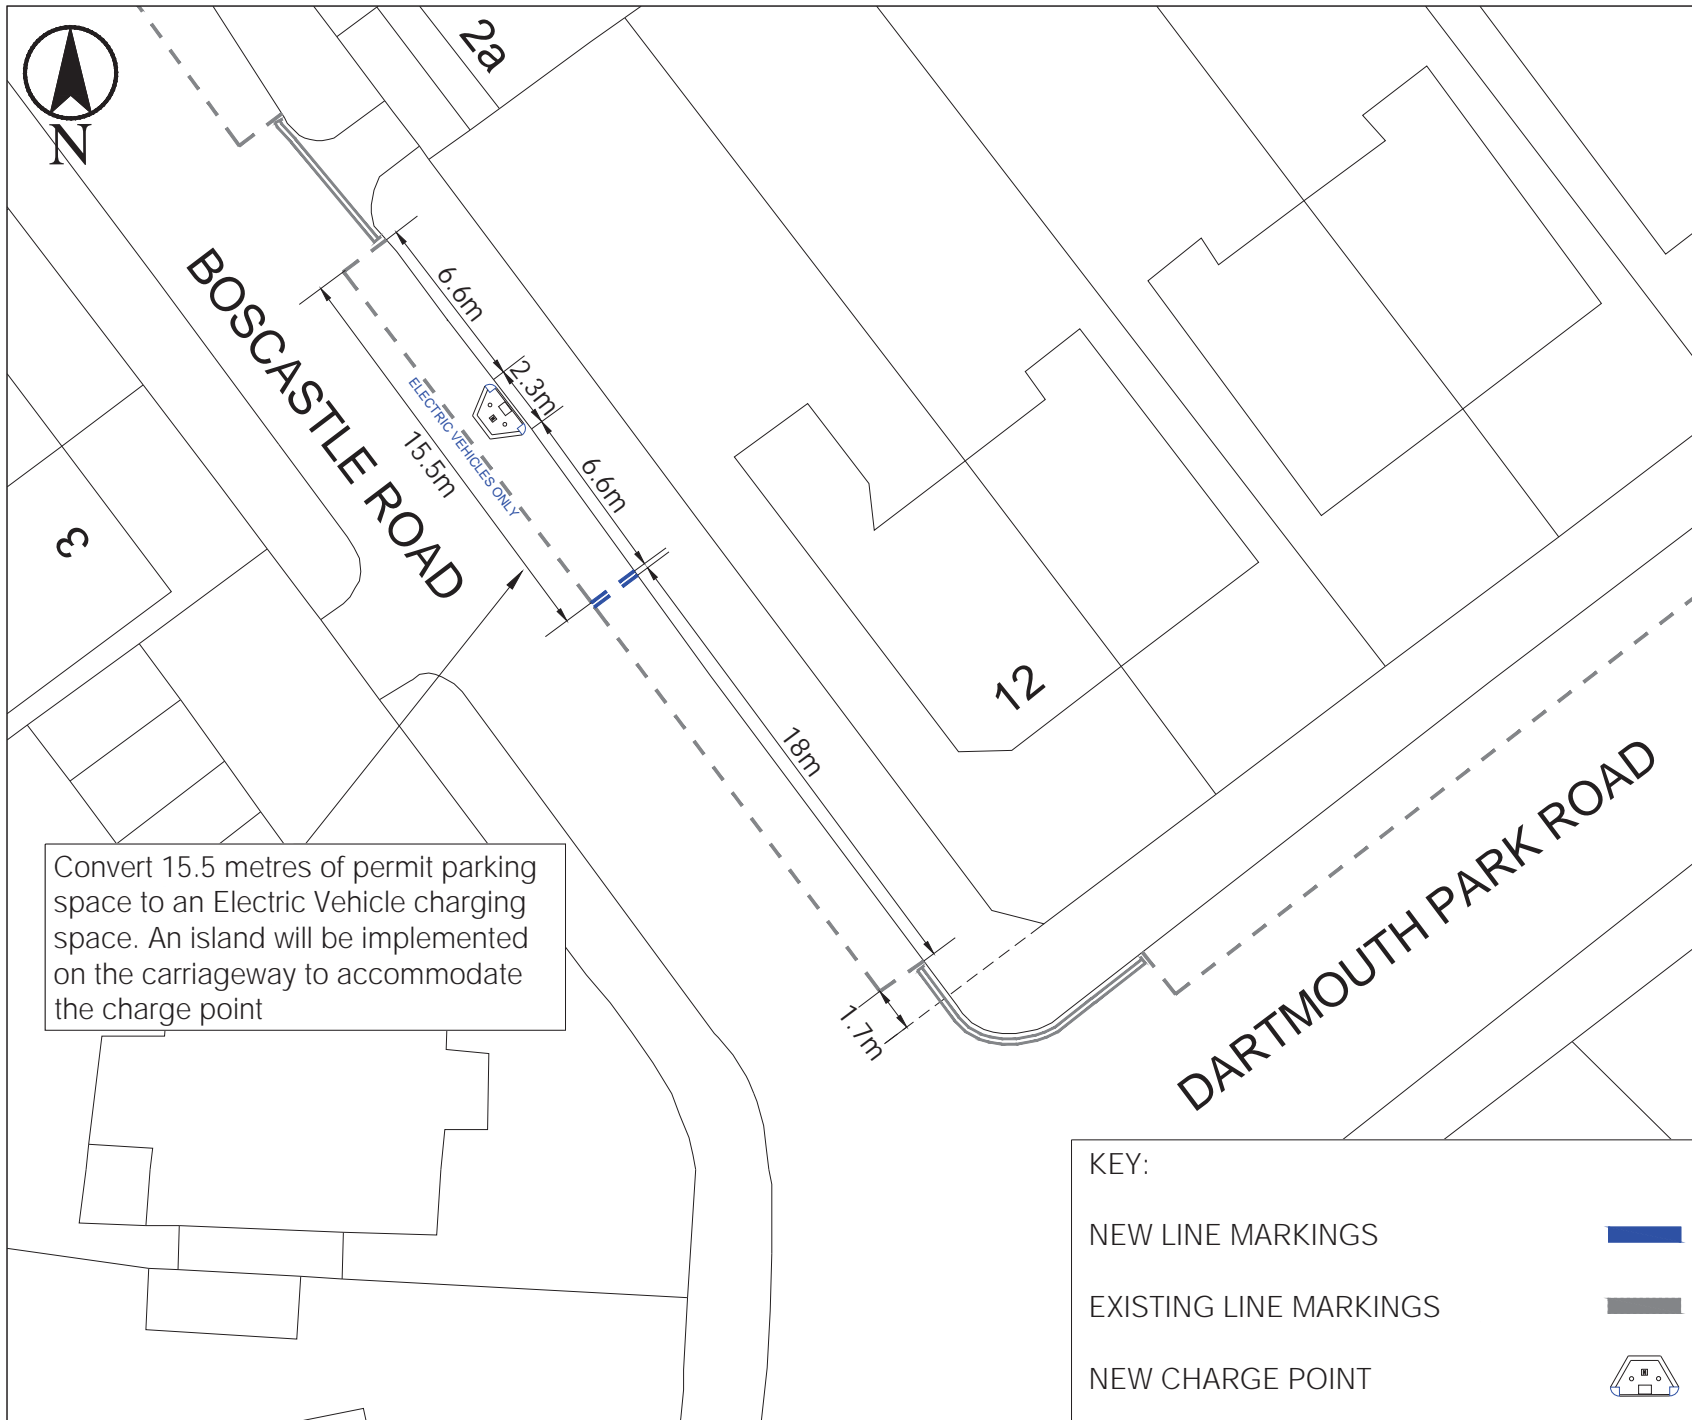 2a
N
6.6m
BOSCASTLE ROAD
2.3m
ELECTRIC VEHICLES ONLY
15.5m
6.6m
3
12
18m
DARTMOUTH PARK ROAD
Convert 15.5 metres of permit parking
space to an Electric Vehicle charging
space. An island will be implemented
on the carriageway to accommodate
the charge point
1.7m
KEY:
NEW LINE MARKINGS
EXISTING LINE MARKINGS
NEW CHARGE POINT